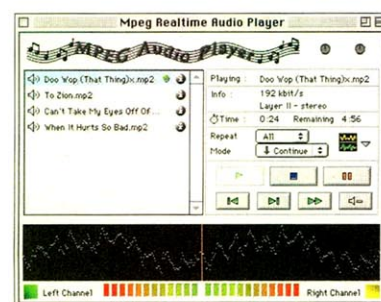 Mpeg Realtime Audio Player
MPEG Audio Player
Doo Wop (That Thing)x.mp2
To Zion.mp2
Can't Take My Eyes Off Of...
When It Hurts So Bad.mp2
Playing : Doo Wop (That Thing)x.mp2
Info : 192 kbit/s
Layer II - stereo
Time : 0:24 Remaining 4:56
Repeat All
Mode Continue
Left Channel Right Channel